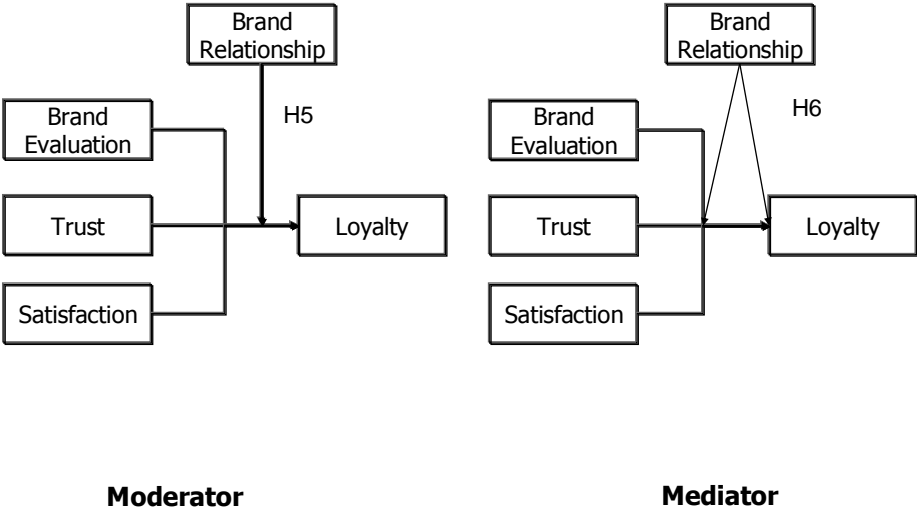 Brand
Relationship
H5
Brand
Evaluation
Trust
Satisfaction
Loyalty
Moderator
Brand
Relationship
H6
Brand
Evaluation
Trust
Satisfaction
Loyalty
Mediator